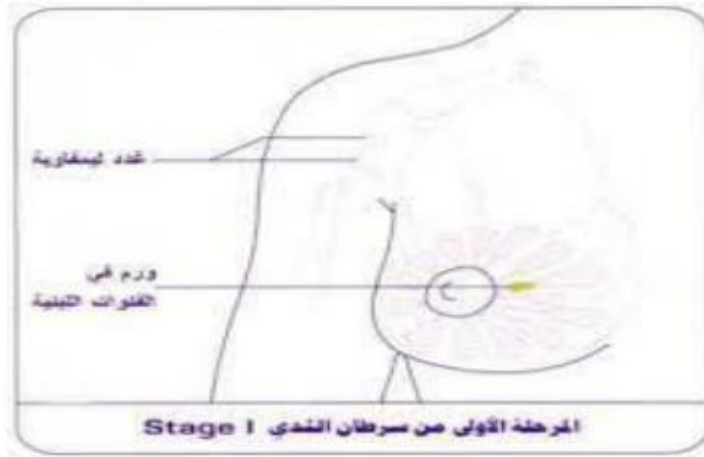 غدد ليمفاوية
ورم في
القنوات اللبنية
المرحلة الأولى من سرطان الثدي Stage I